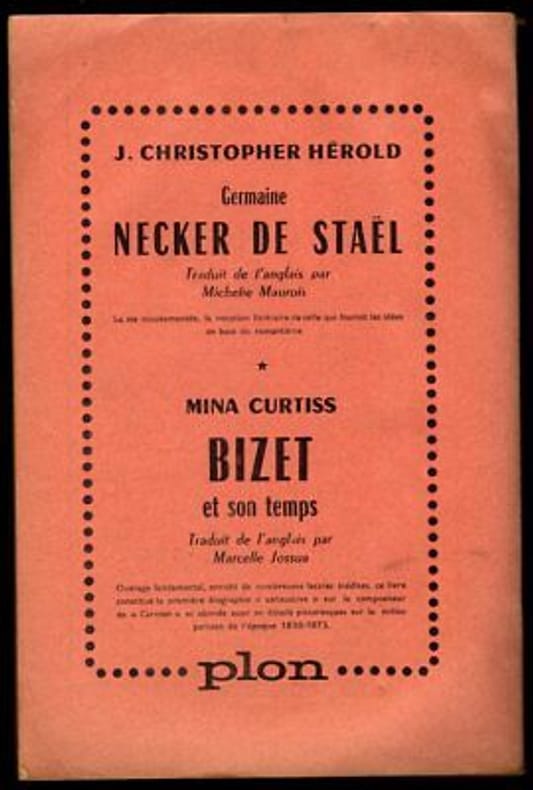 J. CHRISTOPHER HÉROLD
Germaine
NECKER DE STAËL
Traduit de l'anglais par
Michelle Maurois
La vie mouvementée, la vocation littéraire de celle qui fournit les idées
de base du romantisme
★
MINA CURTISS
BIZET
et son temps
Traduit de l'anglais par
Marcelle Jossua
Ouvrage fondamental, enrichi de nombreuses lettres inédites, ce livre
constitue la première biographie « exhaustive » sur le compositeur
de « Carmen » et abonde aussi en détails pittoresques sur le milieu
parisien de l'époque 1838-1875.
plon